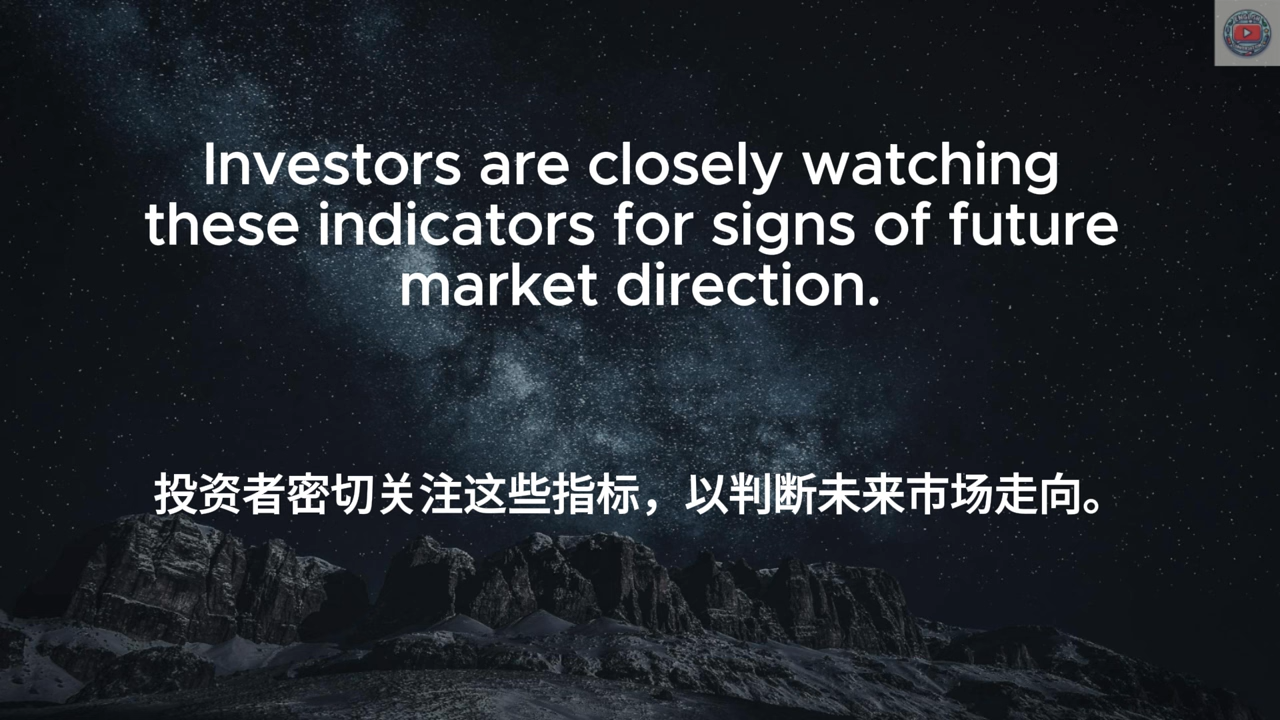 Investors are closely watching
these indicators for signs of future
market direction.
投资者密切关注这些指标，以判断未来市场走向。